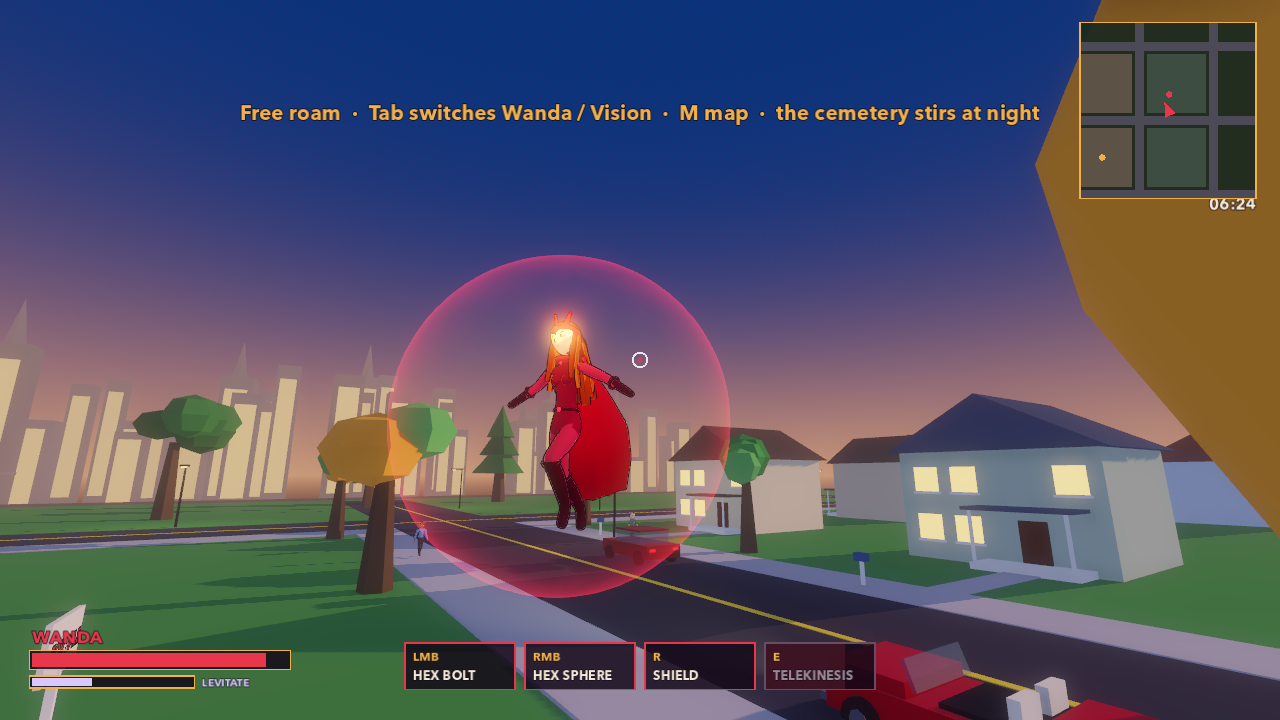 Free roam · Tab switches Wanda / Vision · M map · the cemetery stirs at night
06:24
WANDA
LEVITATE
LMB
HEX BOLT
RMB
HEX SPHERE
R
SHIELD
E
TELEKINESIS